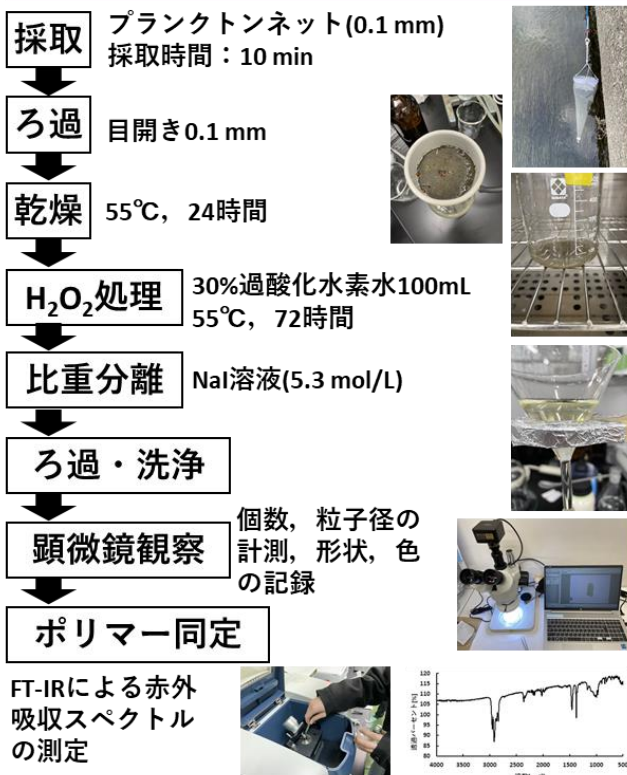 採取
プランクトンネット(0.1 mm)
採取時間：10 min
ろ過
目開き0.1 mm
乾燥
55℃，24時間
H₂O₂処理
30%過酸化水素水100mL
55℃，72時間
比重分離
NaI溶液(5.3 mol/L)
ろ過・洗浄
顕微鏡観察
個数，粒子径の
計測，形状，色
の記録
ポリマー同定
FT-IRによる赤外
吸収スペクトル
の測定
透過パーセント[%]
120
115
110
105
100
95
90
85
80
4000
3500
3000
2500
2000
1500
1000
500